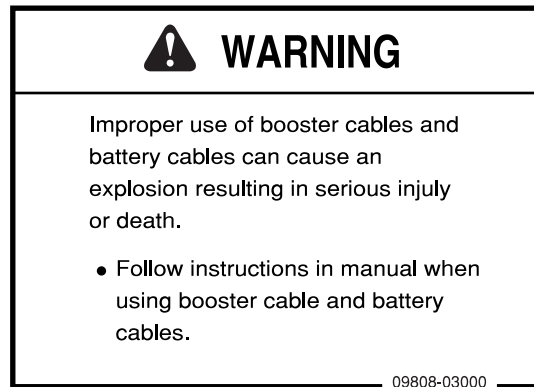 WARNING
Improper use of booster cables and
battery cables can cause an
explosion resulting in serious injuly
or death.
• Follow instructions in manual when
using booster cable and battery
cables.
09808-03000